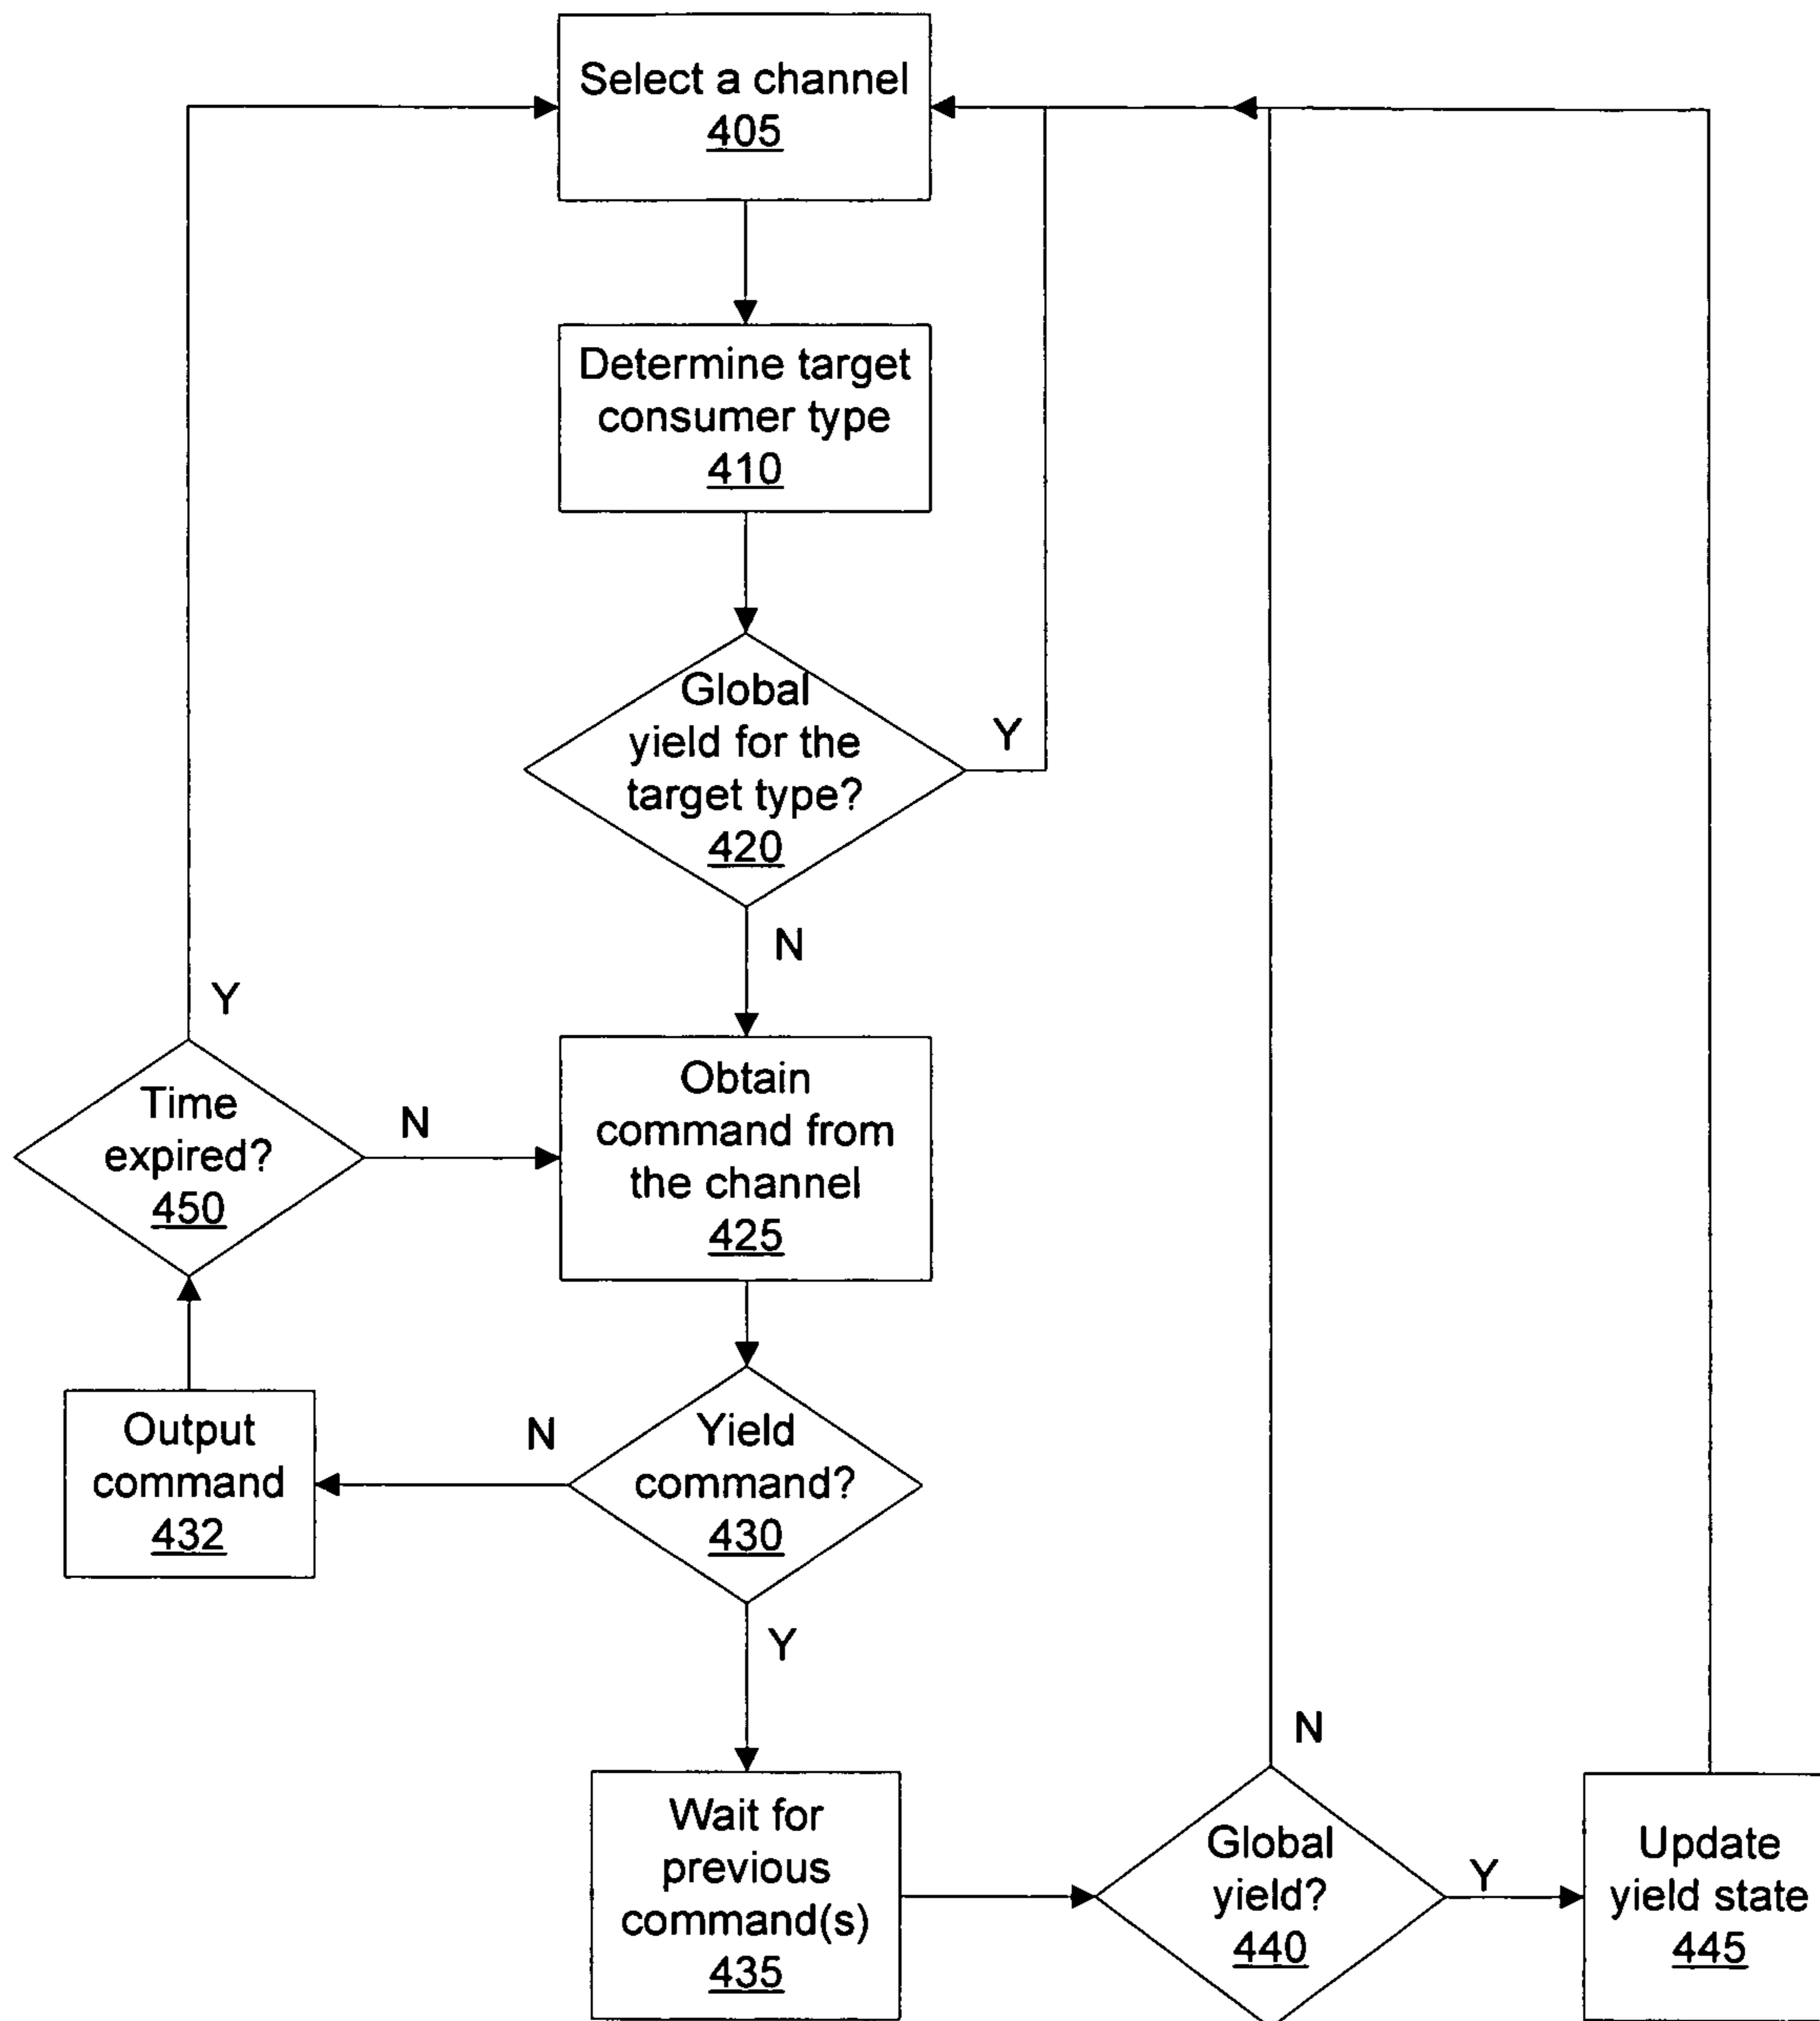 Select a channel
405
Determine target
consumer type
410
Global
yield for the
target type?
420
Y
N
Y
Time
expired?
450
N
Obtain
command from
the channel
425
Output
command
432
N
Yield
command?
430
Y
Wait for
previous
command(s)
435
N
Global
yield?
440
Y
Update
yield state
445